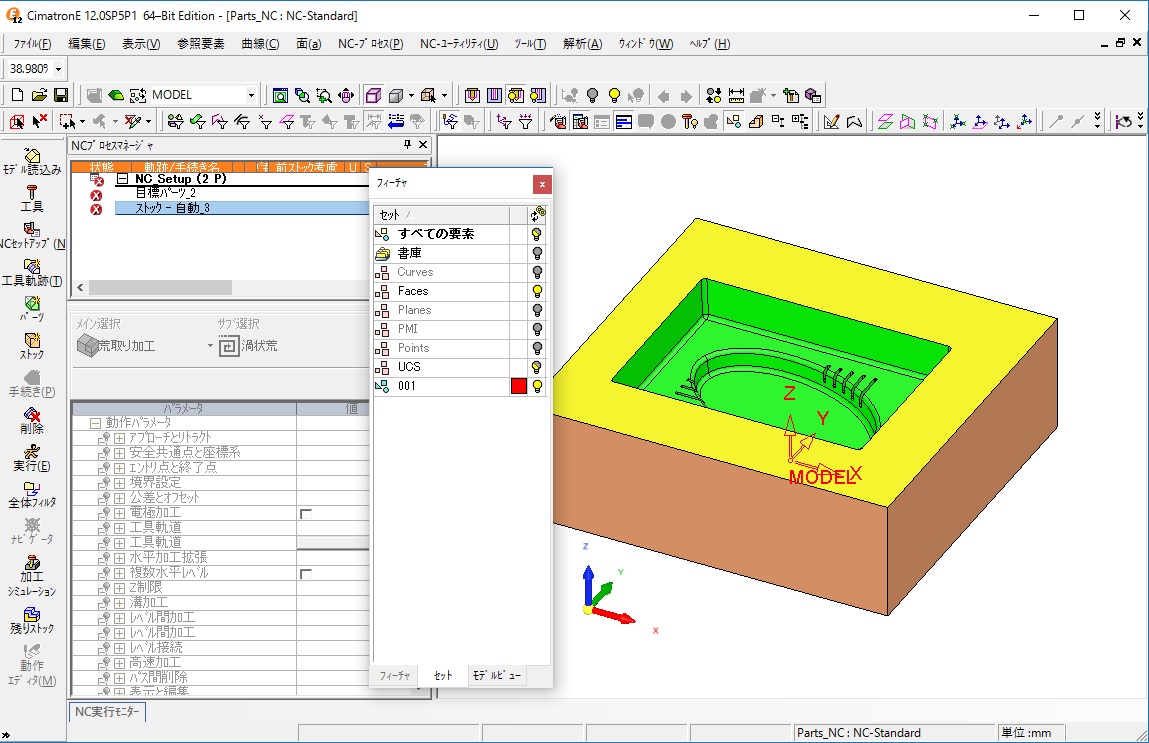 CimatronE 12.0SP5P1 64-Bit Edition - [Parts_NC : NC-Standard]
ファイル(F) 編集(E) 表示(V) 参照要素 曲線(C) 面(a) NC-プロセス(P) NC-ユーティリティ(U) ツール(T) 解析(A) ウィンドウ(W) ヘルプ(H)
38.980%
MODEL
NCプロセスマネージャ
状態 軌跡/手続き名 前ストック考慮 U S
NC_Setup (2 P)
目標パーツ_2
ストック - 自動_3
モデル読込み
工具
NCセットアップ(N
工具軌跡(T)
パーツ
ストック
手続き(P)
削除
実行(E)
全体フィルタ
ナビゲータ
加工
シミュレーション
残りストック
動作
エディタ(M)
メイン選択 サブ選択
荒取り加工 渦状荒
パラメータ 値
動作パラメータ
アプローチとリトラクト
安全共通点と座標系
エントリ点と終了点
境界設定
公差とオフセット
電極加工
工具軌道
工具軌道
水平加工拡張
複数水平レベル
Z制限
溝加工
レベル間加工
レベル間加工
レベル接続
高速加工
パス間削除
表示と編集
NC実行モニター
フィーチャ
セット
すべての要素
書庫
Curves
Faces
Planes
PMI
Points
UCS
001
フィーチャ セット モデルビュー
Z
Y
X
MODEL
Z
Y
X
Parts_NC : NC-Standard 単位 :mm